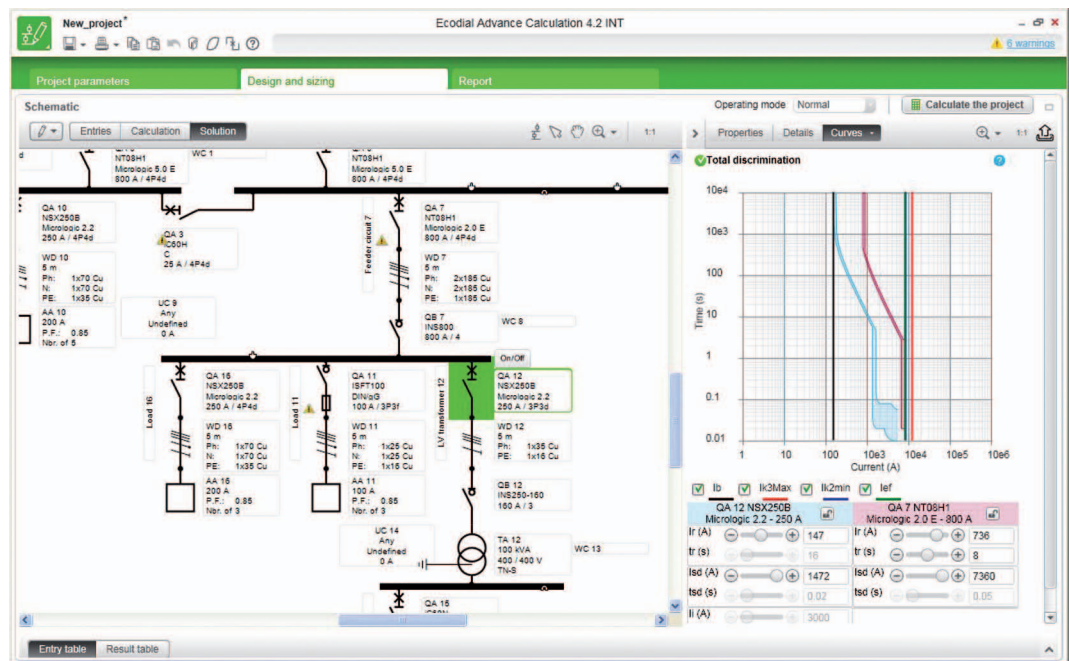 New_project*
Ecodial Advance Calculation 4.2 INT
6 warnings
Project parameters
Design and sizing
Report
Schematic
Operating mode
Normal
Calculate the project
Entries
Calculation
Solution
1:1
Properties
Details
Curves
1:1
d
NT08H1
Micrologic 5.0 E
800 A / 4P4d
WC 1
NT08H1
Micrologic 5.0 E
800 A / 4P4d
QA 10
NSX250B
Micrologic 2.2
250 A / 4P4d
WD 10
5 m
Ph: 1x70 Cu
N: 1x70 Cu
PE: 1x35 Cu
AA 10
200 A
P.F.: 0.85
Nbr. of 5
QA 3
iC60H
C
25 A / 4P4d
UC 9
Any
Undefined
0 A
Feeder circuit 7
QA 7
NT08H1
Micrologic 2.0 E
800 A / 4P4d
WD 7
5 m
Ph: 2x185 Cu
N: 2x185 Cu
PE: 1x185 Cu
QB 7
INS800
800 A / 4
WC 8
On/Off
Load 16
QA 16
NSX250B
Micrologic 2.2
250 A / 4P4d
WD 16
5 m
Ph: 1x70 Cu
N: 1x70 Cu
PE: 1x35 Cu
AA 16
200 A
P.F.: 0.85
Nbr. of 3
Load 11
QA 11
ISFT100
DIN/gG
100 A / 3P3f
WD 11
5 m
Ph: 1x25 Cu
N: 1x25 Cu
PE: 1x16 Cu
AA 11
100 A
P.F.: 0.85
Nbr. of 3
LV transformer 12
QA 12
NSX250B
Micrologic 2.2
250 A / 3P3d
WD 12
5 m
Ph: 1x35 Cu
PE: 1x16 Cu
QB 12
INS250-160
160 A / 3
UC 14
Any
Undefined
0 A
TA 12
100 kVA
400 / 400 V
TN-S
WC 13
QA 15
Total discrimination
?
Time (s)
10e4
10e3
100
10
1
0.1
0.01
1
10
100
10e3
10e4
10e5
10e6
Current (A)
Ib
Ik3Max
Ik2min
Ief
QA 12 NSX250B
Micrologic 2.2 - 250 A
QA 7 NT08H1
Micrologic 2.0 E - 800 A
Ir (A) 147
Ir (A) 736
tr (s) 16
tr (s) 8
Isd (A) 1472
Isd (A) 7360
tsd (s) 0.02
tsd (s) 0.05
Ii (A) 3000
Entry table
Result table